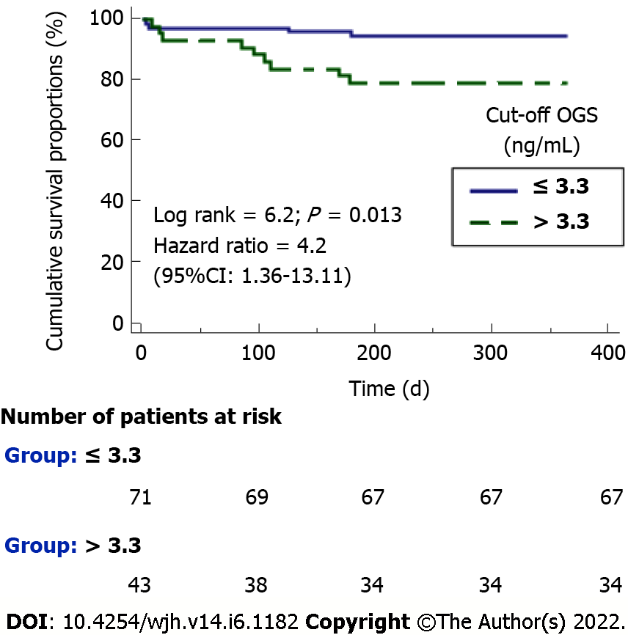 100
80
60
40
20
0
Cumulative survival proportions (%)
Cut-off OGS
(ng/mL)
≤ 3.3
> 3.3
Log rank = 6.2; P = 0.013
Hazard ratio = 4.2
(95%CI: 1.36-13.11)
0 100 200 300 400
Time (d)
Number of patients at risk
Group: ≤ 3.3
71 69 67 67 67
Group: > 3.3
43 38 34 34 34
DOI: 10.4254/wjh.v14.i6.1182 Copyright ©The Author(s) 2022.